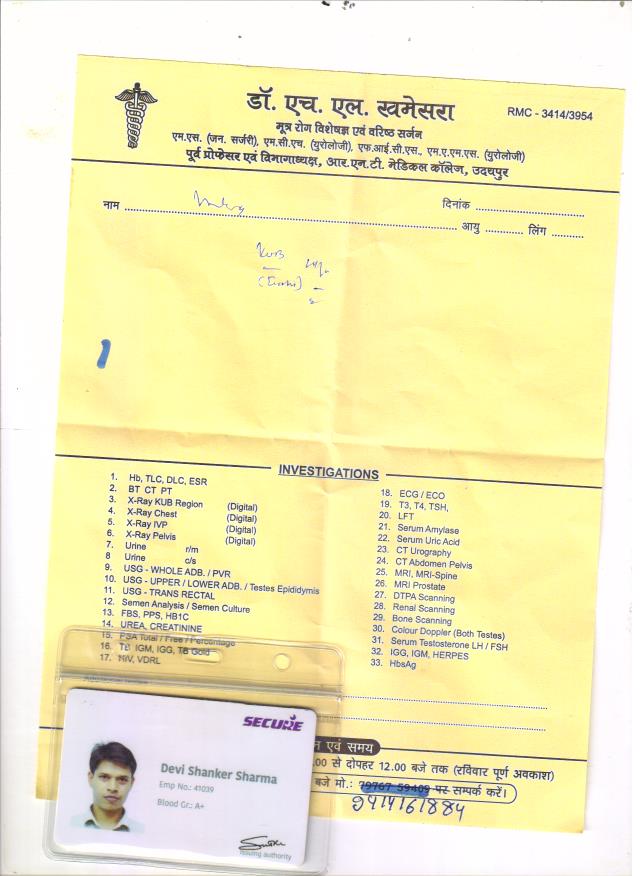 डॉ. एच. एल. खमेसरा
RMC - 3414/3954
मूत्र रोग विशेषज्ञ एवं वरिष्ठ सर्जन
एम.एस. (जन. सर्जरी), एम.सी.एच. (युरोलोजी), एफ.आई.सी.एस., एम.ए.एम.एस. (युरोलोजी)
पूर्व प्रोफेसर एवं विभागाध्यक्ष, आर.एन.टी. मेडिकल कॉलेज, उदयपुर
नाम
दिनांक
आयु ............ लिंग ..........
KUB
1
INVESTIGATIONS
1. Hb, TLC, DLC, ESR
2. BT CT PT
3. X-Ray KUB Region (Digital)
4. X-Ray Chest (Digital)
5. X-Ray IVP (Digital)
6. X-Ray Pelvis (Digital)
7. Urine r/m
8 Urine c/s
9. USG - WHOLE ADB. / PVR
10. USG - UPPER / LOWER ADB. / Testes Epididymis
11. USG - TRANS RECTAL
12. Semen Analysis / Semen Culture
13. FBS, PPS, HB1C
14. UREA, CREATININE
15. PSA Total / Free / Percentage
16. TB IGM, IGG, TB Gold
17. HIV, VDRL
18. ECG / ECO
19. T3, T4, TSH,
20. LFT
21. Serum Amylase
22. Serum Uric Acid
23. CT Urography
24. CT Abdomen Pelvis
25. MRI, MRI-Spine
26. MRI Prostate
27. DTPA Scanning
28. Renal Scanning
29. Bone Scanning
30. Colour Doppler (Both Testes)
31. Serum Testosterone LH / FSH
32. IGG, IGM, HERPES
33. HbsAg
एवं समय
.00 से दोपहर 12.00 बजे तक (रविवार पूर्ण अवकाश)
बजे मो.: 79767 59409 पर सम्पर्क करें।
9414161884
SECURE
Devi Shanker Sharma
Emp No.: 41039
Blood Gr.: A+
Issuing authority